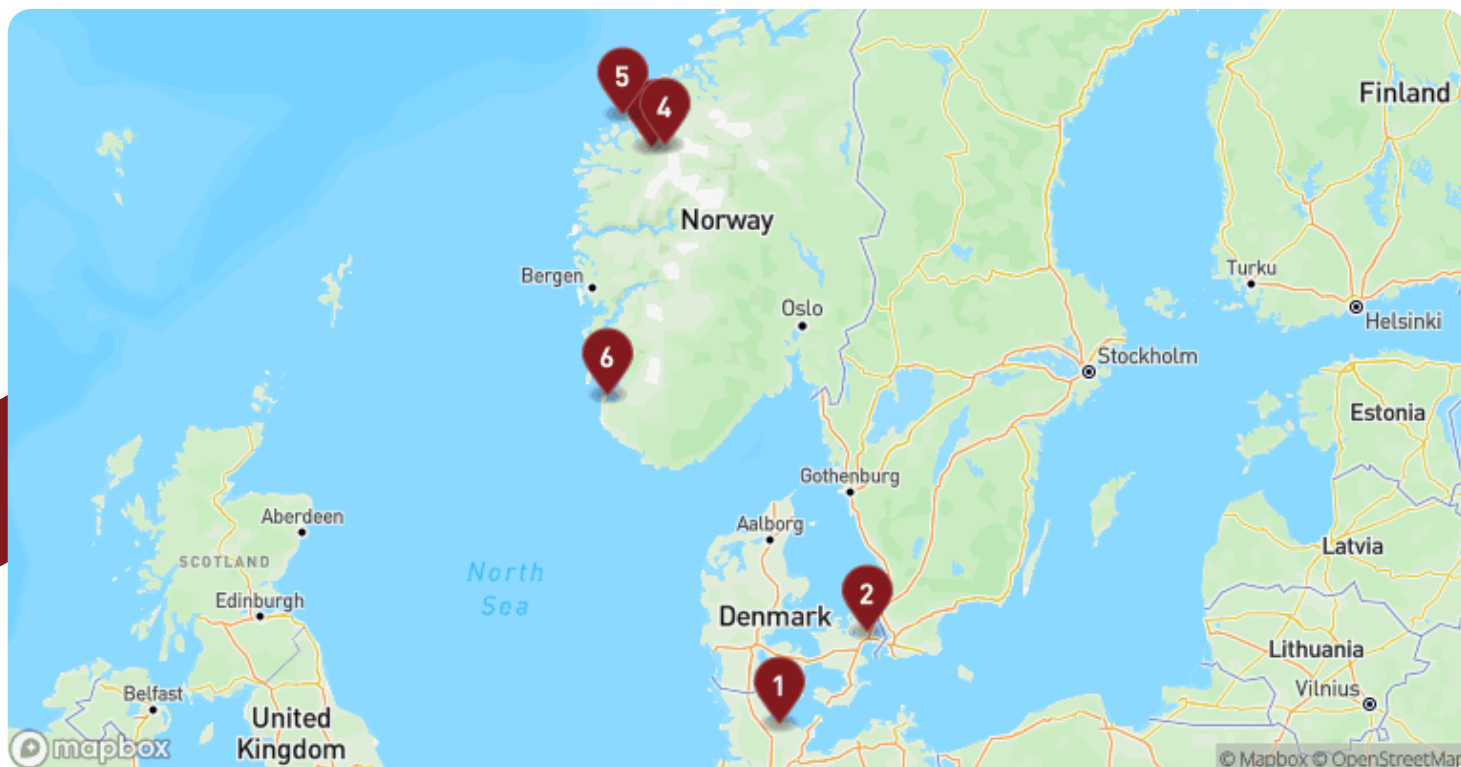 5
4
Finland
Norway
Bergen
Turku
Oslo
Helsinki
6
Stockholm
Estonia
Gothenburg
Aberdeen
Aalborg
SCOTLAND
Latvia
North
Sea
Edinburgh
2
Denmark
Lithuania
1
Belfast
Vilnius
United
Kingdom
mapbox
© Mapbox © OpenStreetMap